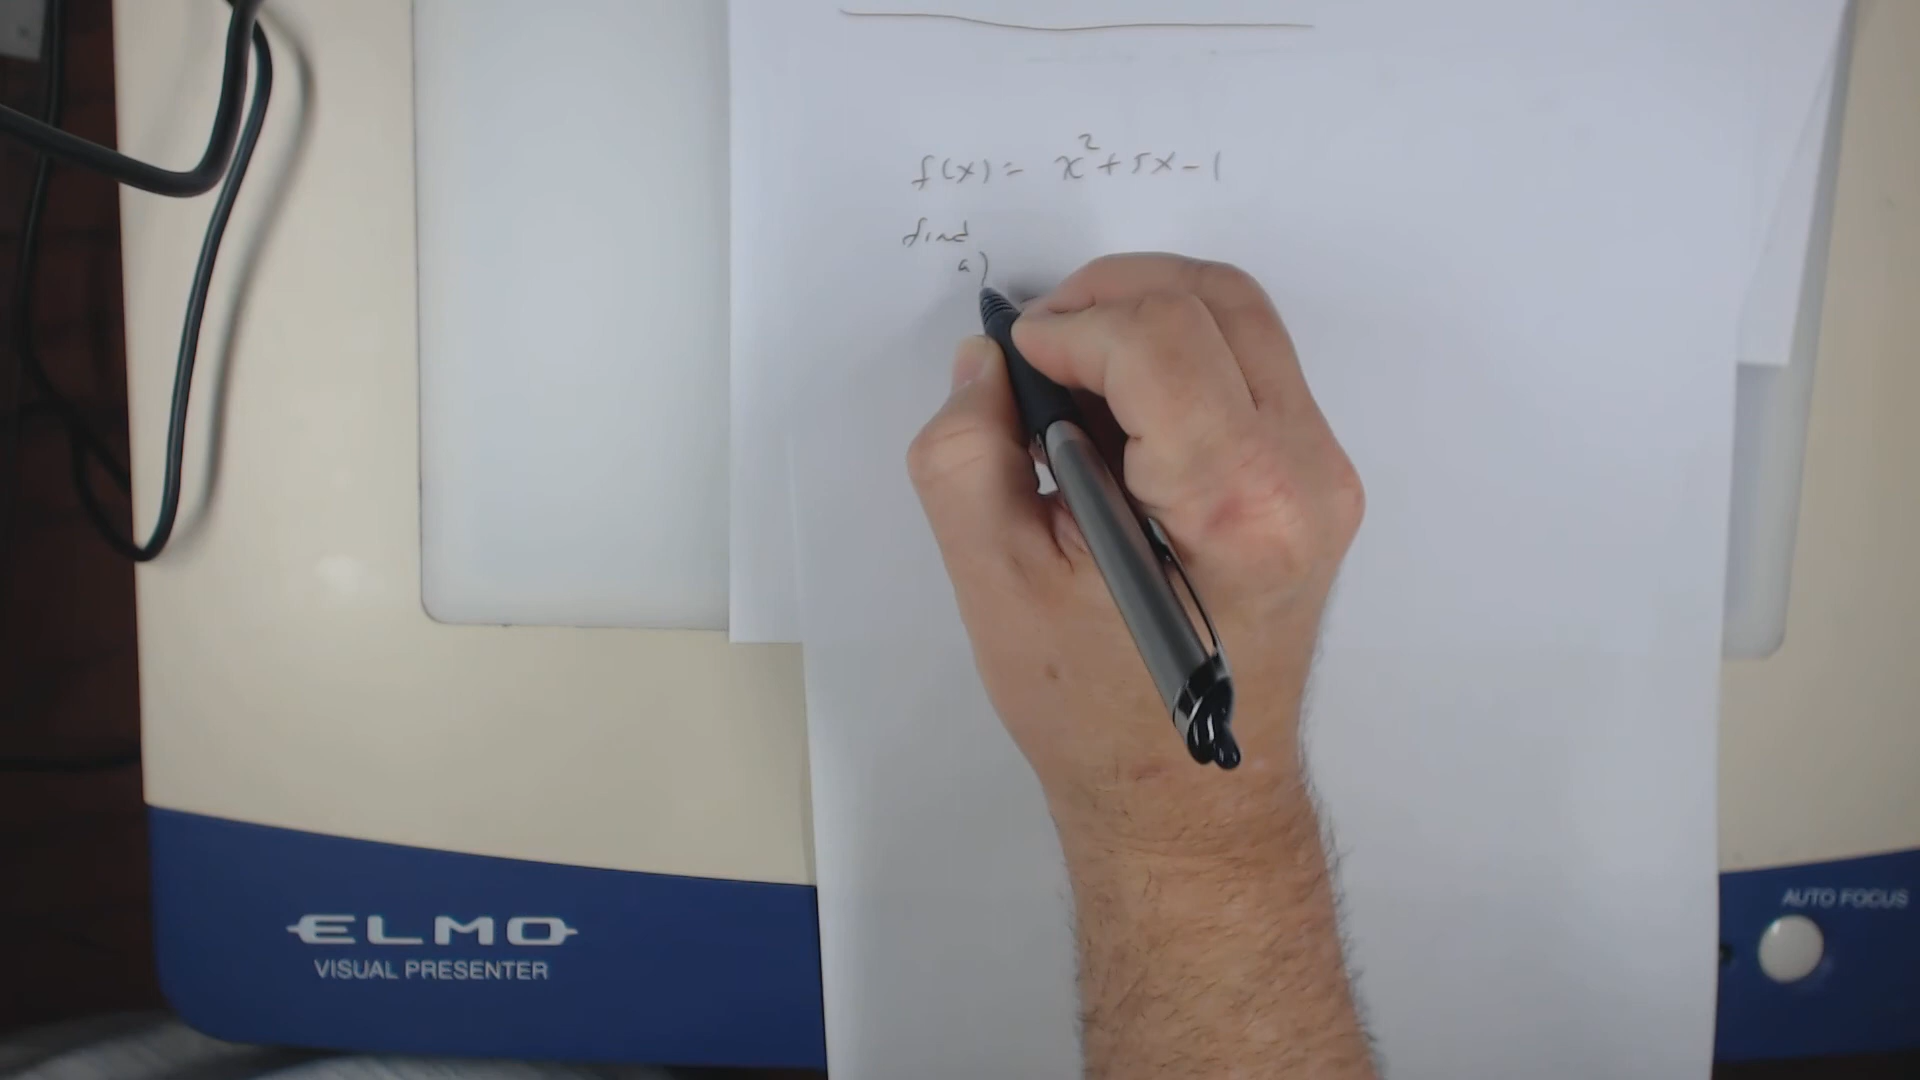 f(x) = x²+5x-1
find
a)
ELMO
VISUAL PRESENTER
AUTO FOCUS